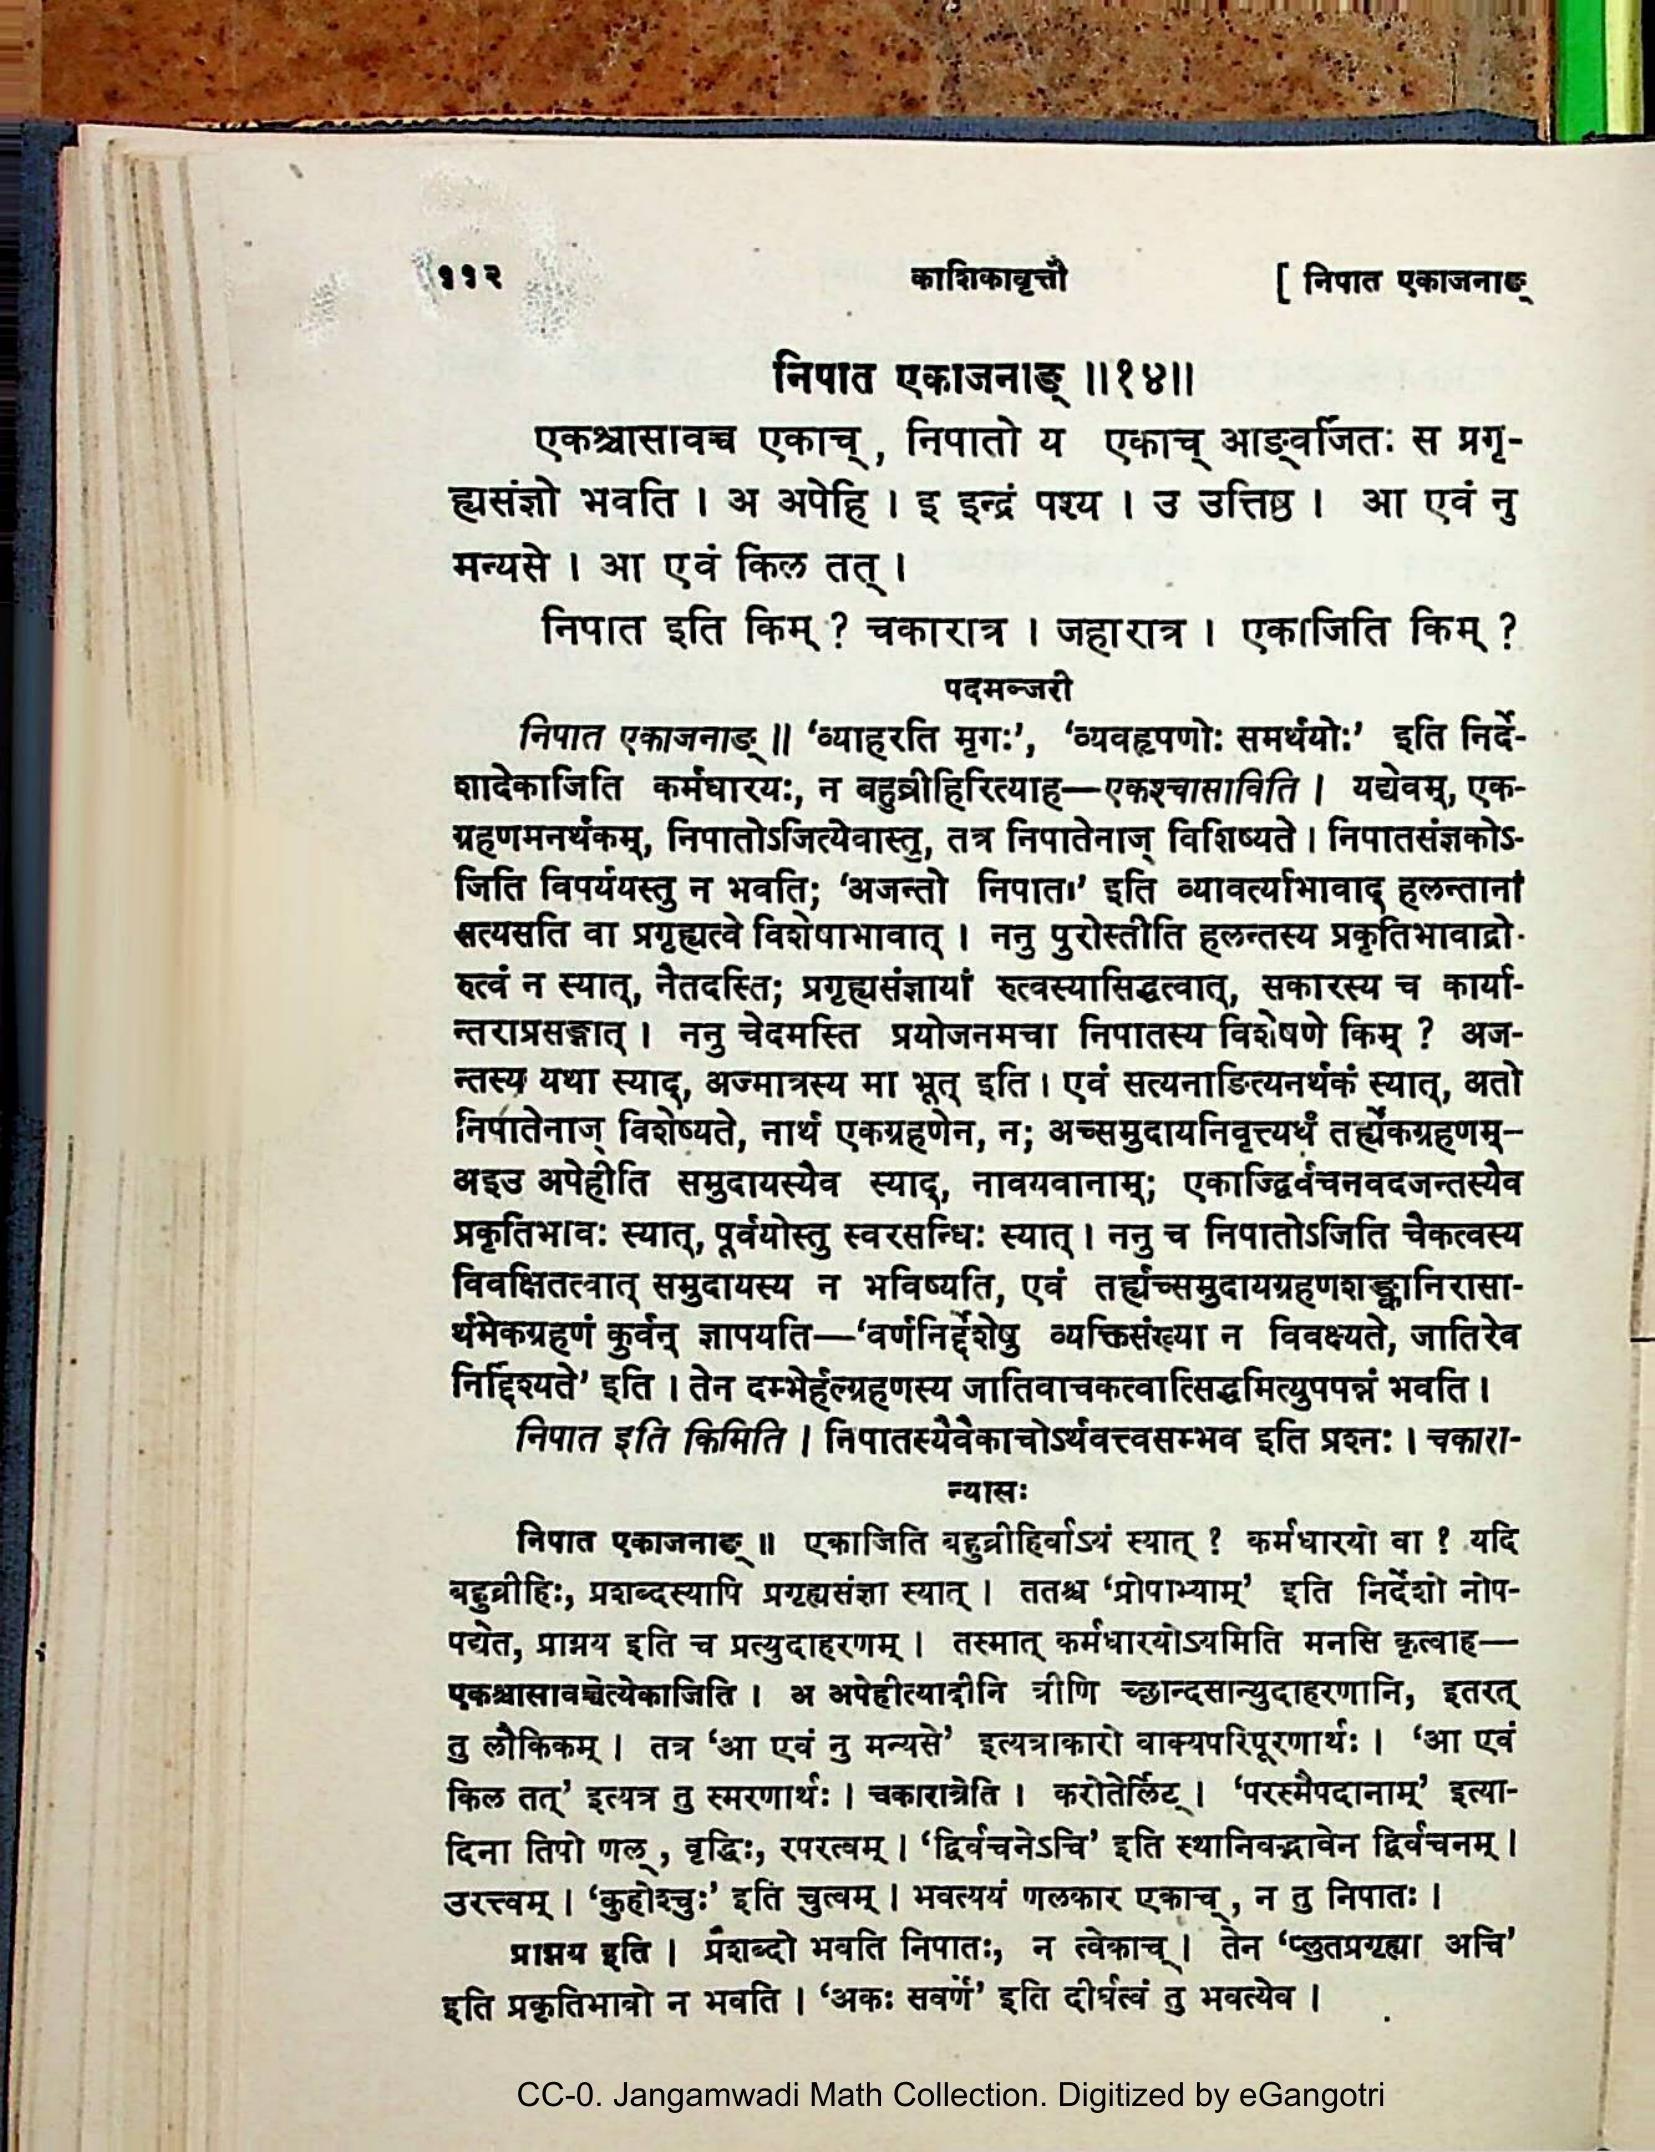 ११२ काशिकावृत्तौ [ निपात एकाजनाङ्
निपात एकाजनाङ् ॥१४॥
एकश्चासावच्च एकाच् , निपातो य एकाच् आङ्वर्जितः स प्रगृ-
ह्यसंज्ञो भवति । अ अपेहि । इ इन्द्रं पश्य । उ उत्तिष्ठ । आ एवं नु
मन्यसे । आ एवं किल तत् ।
निपात इति किम् ? चकारात्र । जहारात्र । एकाजिति किम् ?
पदमञ्जरी
निपात एकाजनाङ् ॥ ‘व्याहरति मृगः’, ‘व्यवहृपणोः समर्थयोः’ इति निर्दे-
शादेकाजिति कर्मधारयः, न बहुव्रीहिरित्याह—एकश्चासाविति । यद्येवम्, एक-
ग्रहणमनर्थकम्, निपातोऽजित्येवास्तु, तत्र निपातेनाज् विशिष्यते । निपातसंज्ञकोऽ-
जिति विपर्ययस्तु न भवति; ‘अजन्तो निपातः’ इति व्यावर्त्याभावाद् हलन्तानां
सत्यसति वा प्रगृह्यत्वे विशेषाभावात् । ननु पुरोस्तीति हलन्तस्य प्रकृतिभावाद्रो-
रुत्वं न स्यात्, नैतदस्ति; प्रगृह्यसंज्ञायां रुत्वस्यासिद्धत्वात्, सकारस्य च कार्या-
न्तराप्रसङ्गात् । ननु चेदमस्ति प्रयोजनमचा निपातस्य विशेषणे किम् ? अज-
न्तस्य यथा स्याद्, अज्मात्रस्य मा भूत् इति । एवं सत्यनाङित्यनर्थकं स्यात्, अतो
निपातेनाज् विशेष्यते, नार्थ एकग्रहणेन, न; अच्समुदायनिवृत्त्यर्थं तर्ह्येकग्रहणम्–
अइउ अपेहीति समुदायस्यैव स्याद्, नावयवानाम्; एकाज्द्विर्वचनवदजन्तस्यैव
प्रकृतिभावः स्यात्, पूर्वयोस्तु स्वरसन्धिः स्यात् । ननु च निपातोऽजिति चैकत्वस्य
विवक्षितत्वात् समुदायस्य न भविष्यति, एवं तर्ह्यच्समुदायग्रहणशङ्कानिरासा-
र्थमेकग्रहणं कुर्वन् ज्ञापयति—‘वर्णनिर्द्देशेषु व्यक्तिसंख्या न विवक्ष्यते, जातिरेव
निर्द्दिश्यते’ इति । तेन दम्भेर्हल्ग्रहणस्य जातिवाचकत्वात्सिद्धमित्युपपन्नं भवति ।
निपात इति किमिति । निपातस्यैवैकाचोऽर्थवत्त्वसम्भव इति प्रश्नः । चकारा-
न्यासः
निपात एकाजनाङ् ॥ एकाजिति बहुव्रीहिर्वाऽयं स्यात् ? कर्मधारयो वा ? यदि
बहुव्रीहिः, प्रशब्दस्यापि प्रगृह्यसंज्ञा स्यात् । ततश्च ‘प्रोपाभ्याम्’ इति निर्देशो नोप-
पद्येत, प्राग्नय इति च प्रत्युदाहरणम् । तस्मात् कर्मधारयोऽयमिति मनसि कृत्वाह—
एकश्चासावच्चेत्येकाजिति । अ अपेहीत्यादीनि त्रीणि च्छान्दसान्युदाहरणानि, इतरत्
तु लौकिकम् । तत्र ‘आ एवं नु मन्यसे’ इत्यत्राकारो वाक्यपरिपूरणार्थः । ‘आ एवं
किल तत्’ इत्यत्र तु स्मरणार्थः । चकारात्रेति । करोतेर्लिट् । ‘परस्मैपदानाम्’ इत्या-
दिना तिपो णल् , वृद्धिः, रपरत्वम् । ‘द्विर्वचनेऽचि’ इति स्थानिवद्भावेन द्विर्वचनम् ।
उरत्त्वम् । ‘कुहोश्चुः’ इति चुत्वम् । भवत्ययं णलकार एकाच् , न तु निपातः ।
प्राग्नय इति । प्रशब्दो भवति निपातः, न त्वेकाच् । तेन ‘प्लुतप्रगृह्या अचि’
इति प्रकृतिभावो न भवति । ‘अकः सवर्णे’ इति दीर्घत्वं तु भवत्येव ।
CC-0. Jangamwadi Math Collection. Digitized by eGangotri